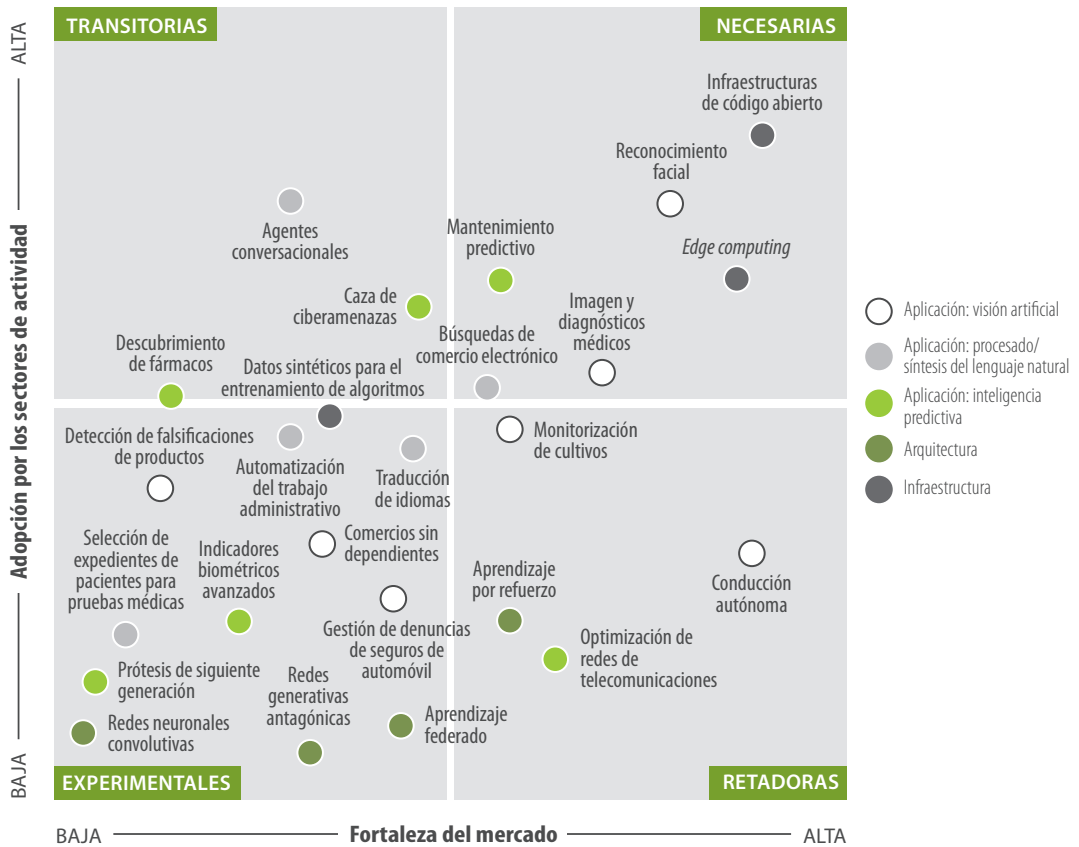 TRANSITORIAS
NECESARIAS
ALTA
Adopción por los sectores de actividad
BAJA
Infraestructuras
de código abierto
Reconocimiento
facial
Agentes
conversacionales
Mantenimiento
predictivo
Edge computing
Caza de
ciberamenazas
Imagen y
diagnósticos
médicos
Búsquedas de
comercio electrónico
Descubrimiento
de fármacos
Datos sintéticos para el
entrenamiento de algoritmos
Detección de falsificaciones
de productos
Automatización
del trabajo
administrativo
Traducción
de idiomas
Monitorización
de cultivos
Selección de
expedientes de
pacientes para
pruebas médicas
Indicadores
biométricos
avanzados
Comercios sin
dependientes
Aprendizaje
por refuerzo
Conducción
autónoma
Gestión de denuncias
de seguros de
automóvil
Optimización de
redes de
telecomunicaciones
Prótesis de siguiente
generación
Redes
generativas
antagónicas
Redes neuronales
convolutivas
Aprendizaje
federado
EXPERIMENTALES
RETADORAS
BAJA
Fortaleza del mercado
ALTA
Aplicación: visión artificial
Aplicación: procesado/
síntesis del lenguaje natural
Aplicación: inteligencia
predictiva
Arquitectura
Infraestructura